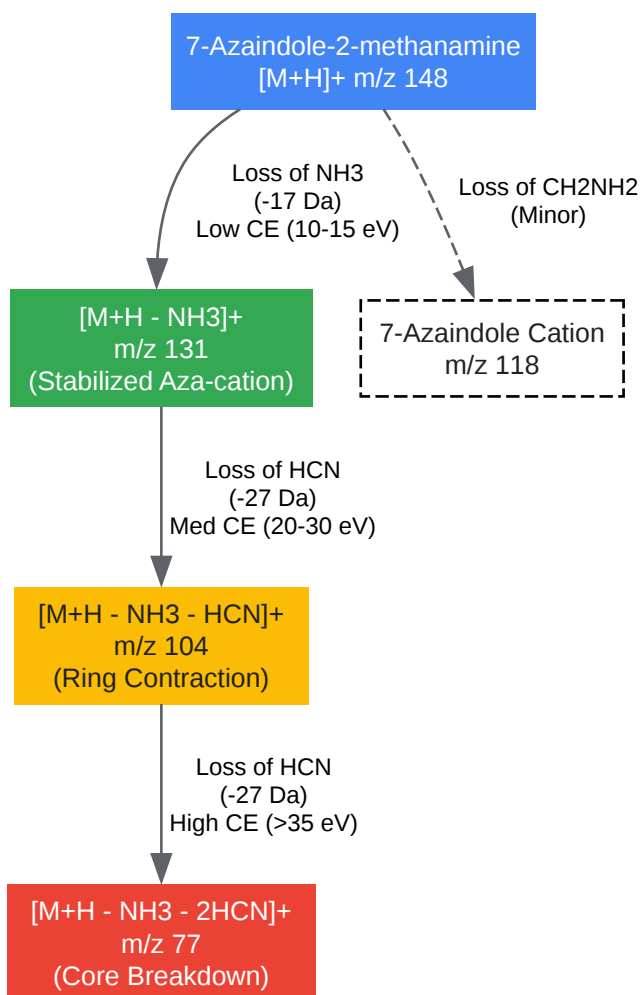 7-Azaindole-2-methanamine
[M+H]+ m/z 148
Loss of NH3
(-17 Da)
Low CE (10-15 eV)
Loss of CH2NH2
(Minor)
[M+H - NH3]+
m/z 131
(Stabilized Aza-cation)
7-Azaindole Cation
m/z 118
Loss of HCN
(-27 Da)
Med CE (20-30 eV)
[M+H - NH3 - HCN]+
m/z 104
(Ring Contraction)
Loss of HCN
(-27 Da)
High CE (>35 eV)
[M+H - NH3 - 2HCN]+
m/z 77
(Core Breakdown)